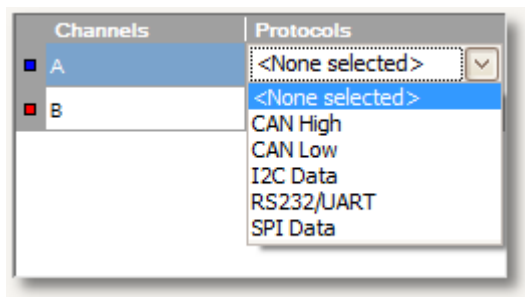 Channels Protocols
A <None selected>
<None selected>
B
CAN High
CAN Low
I2C Data
RS232/UART
SPI Data